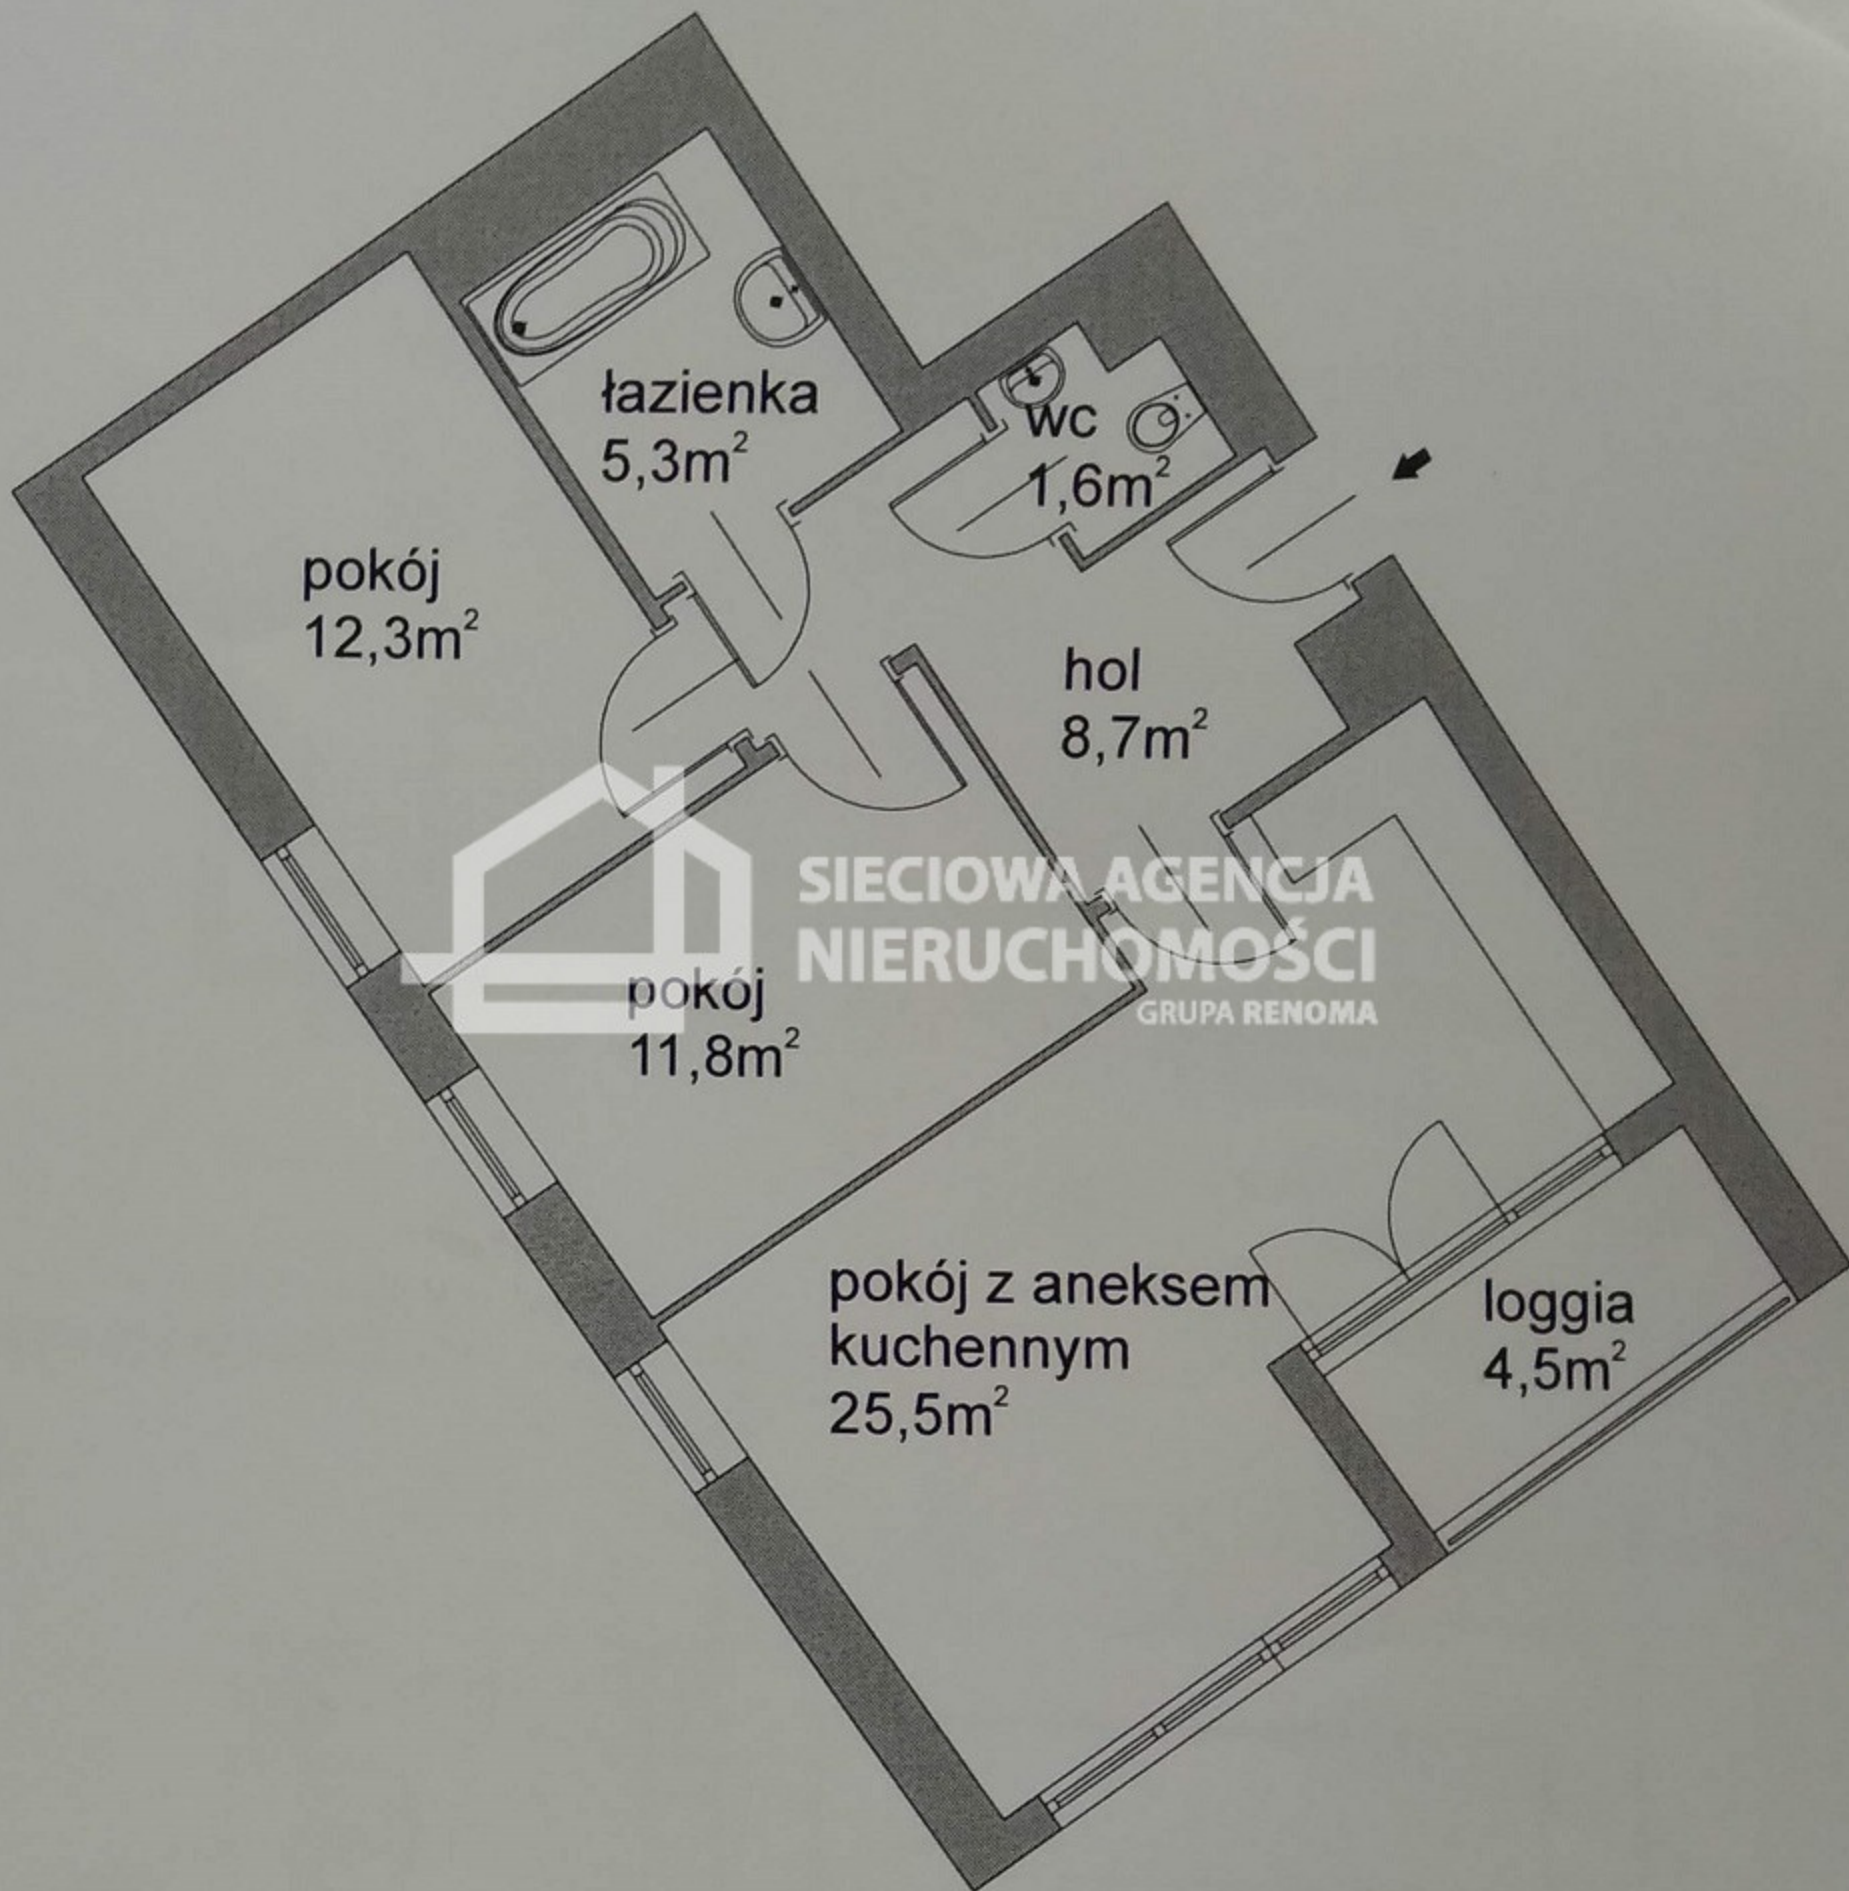 łazienka
5,3m²
wc
1,6m²
pokój
12,3m²
hol
8,7m²
SIECIOWA AGENCJA
NIERUCHOMOŚCI
GRUPA RENOMA
pokój
11,8m²
pokój z aneksem
kuchennym
25,5m²
loggia
4,5m²